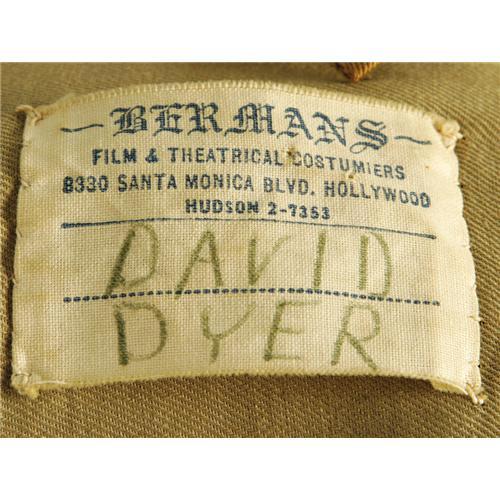 ~BERMANS~
FILM & THEATRICAL COSTUMIERS
8330 SANTA MONICA BLVD. HOLLYWOOD
HUDSON 2-7353
DAVID
DYER